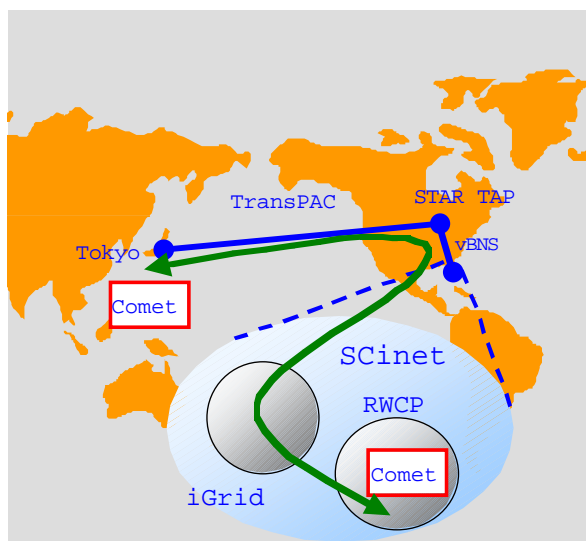 STAR TAP
TransPAC
vBNS
Tokyo
Comet
SCinet
RWCP
Comet
iGrid